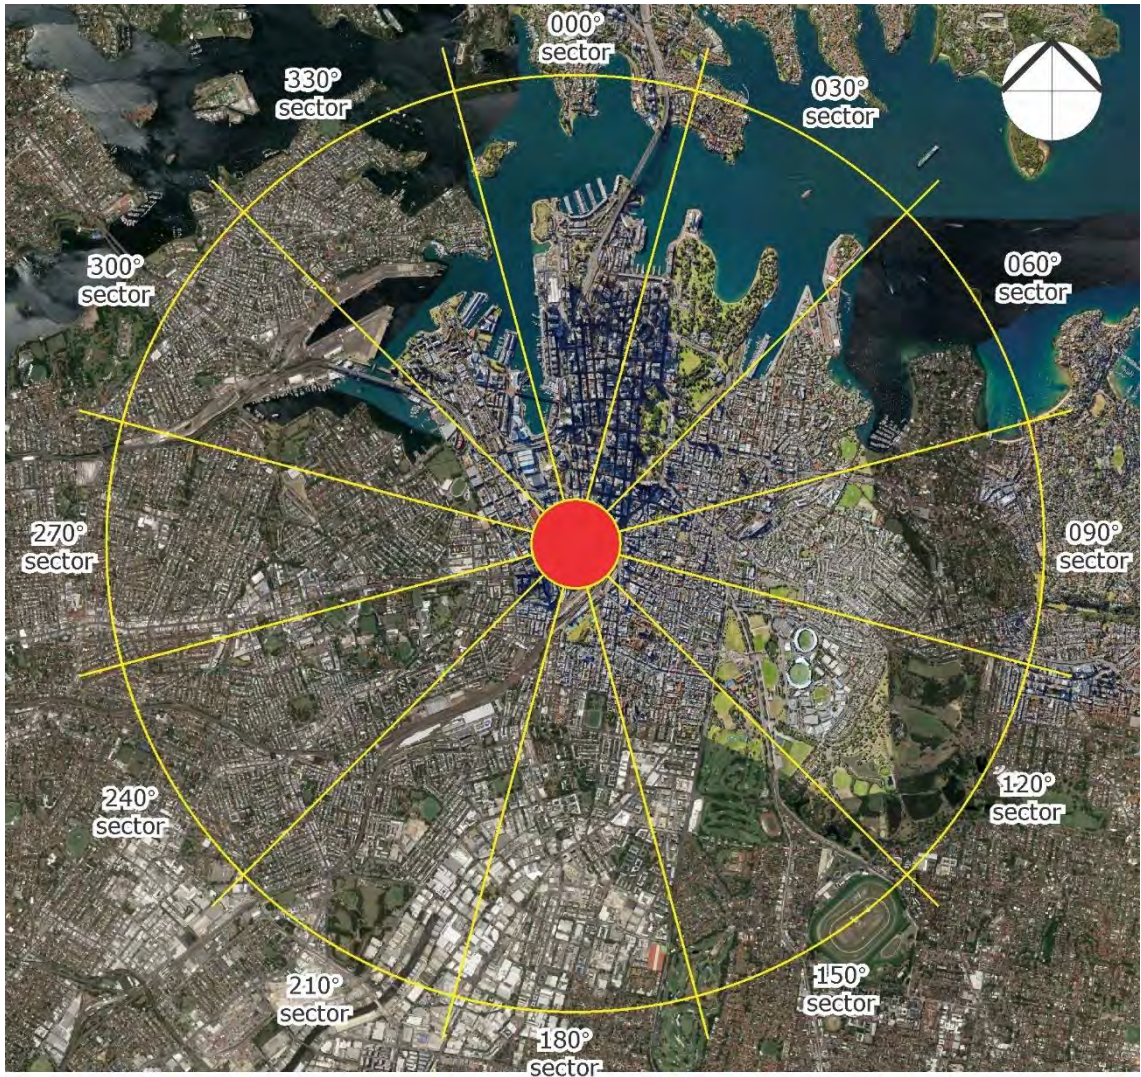 000°
sector
030°
sector
060°
sector
090°
sector
120°
sector
150°
sector
180°
sector
210°
sector
240°
sector
270°
sector
300°
sector
330°
sector